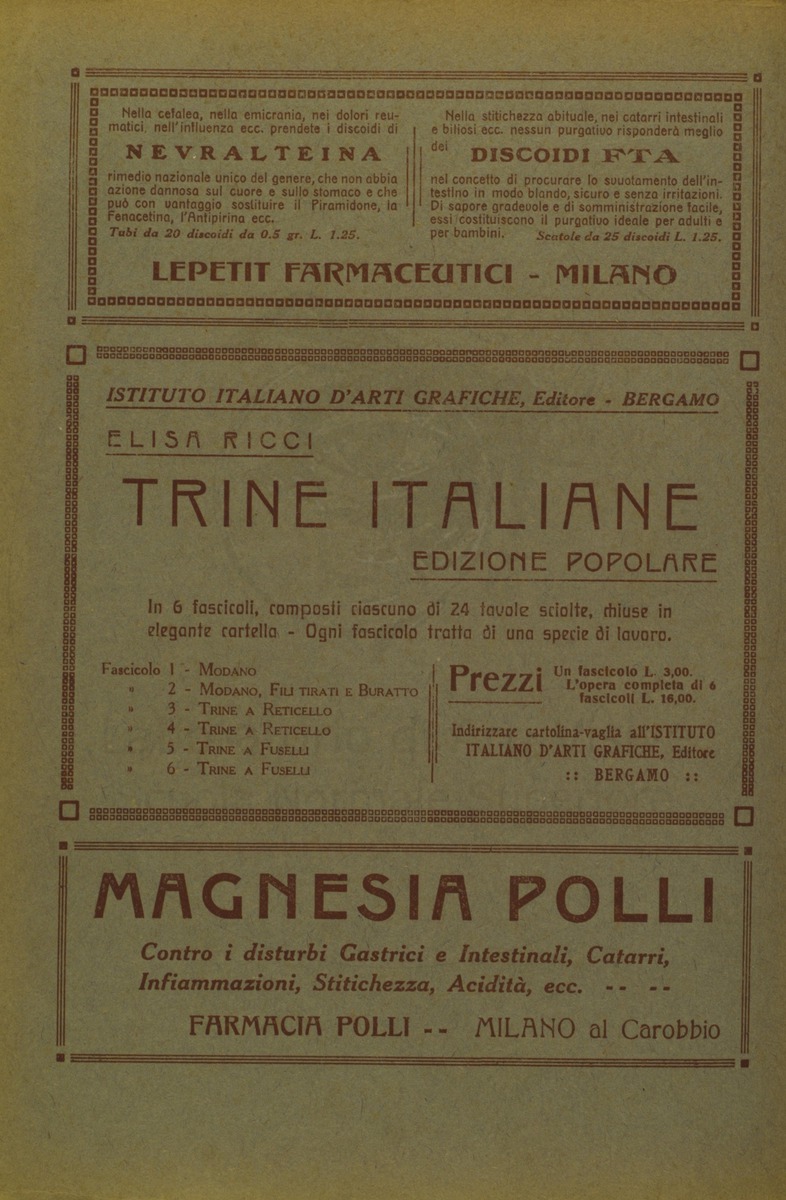 Nella cefalea, nella emicrania, nei dolori reu-
matici, nell'influenza ecc. prendete i discoidi di
NEVRALTEINA
rimedio nazionale unico del genere, che non abbia
azione dannosa sul cuore e sullo stomaco e che
può con vantaggio sostituire il Piramidone, la
Fenacetina, l'Antipirina ecc.
Tubi da 20 discoidi da 0.5 gr. L. 1.25.
Nella stitichezza abituale, nei catarri intestinali
e biliosi ecc. nessun purgativo risponderà meglio
dei DISCOIDI FTA
nel concetto di procurare lo svuotamento dell'in-
testino in modo blando, sicuro e senza irritazioni.
Di sapore gradevole e di somministrazione facile,
essi costituiscono il purgativo ideale per adulti e
per bambini. Scatole da 25 discoidi L. 1.25.
LEPETIT FARMACEUTICI - MILANO
ISTITUTO ITALIANO D'ARTI GRAFICHE, Editore - BERGAMO
ELISA RICCI
TRINE ITALIANE
EDIZIONE POPOLARE
In 6 fascicoli, composti ciascuno di 24 tavole sciolte, chiuse in
elegante cartella - Ogni fascicolo tratta di una specie di lavoro.
Fascicolo 1 - MODANO
" 2 - MODANO, FILI TIRATI E BURATTO
" 3 - TRINE A RETICELLO
" 4 - TRINE A RETICELLO
" 5 - TRINE A FUSELLI
" 6 - TRINE A FUSELLI
Prezzi Un fascicolo L. 3,00.
L'opera completa di 6
fascicoli L. 16,00.
Indirizzare cartolina-vaglia all'ISTITUTO
ITALIANO D'ARTI GRAFICHE, Editore
:: BERGAMO ::
MAGNESIA POLLI
Contro i disturbi Gastrici e Intestinali, Catarri,
Infiammazioni, Stitichezza, Acidità, ecc. -- --
FARMACIA POLLI -- MILANO al Carobbio